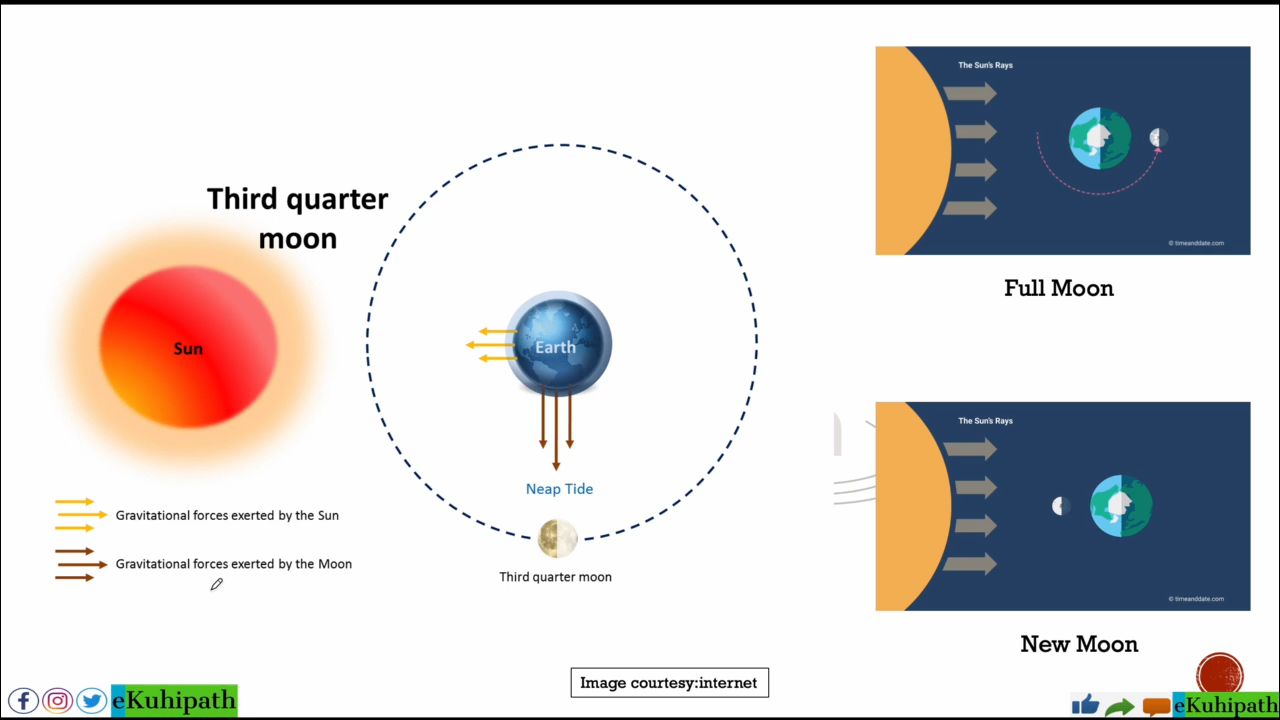 Third quarter
moon
Sun
Earth
Neap Tide
Third quarter moon
Gravitational forces exerted by the Sun
Gravitational forces exerted by the Moon
The Sun's Rays
© timeanddate.com
Full Moon
The Sun's Rays
© timeanddate.com
New Moon
Image courtesy:internet
eKuhipath
eKuhipath